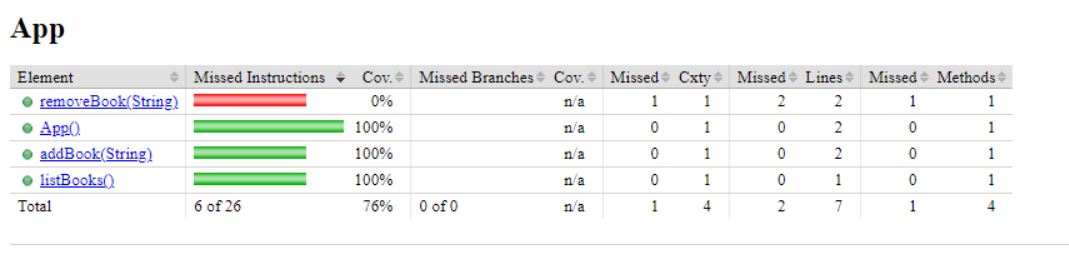 App
Element Missed Instructions Cov. Missed Branches Cov. Missed Cxty Missed Lines Missed Methods
removeBook(String) 0% n/a 1 1 2 2 1 1
App() 100% n/a 0 1 0 2 0 1
addBook(String) 100% n/a 0 1 0 2 0 1
listBooks() 100% n/a 0 1 0 1 0 1
Total 6 of 26 76% 0 of 0 n/a 1 4 2 7 1 4